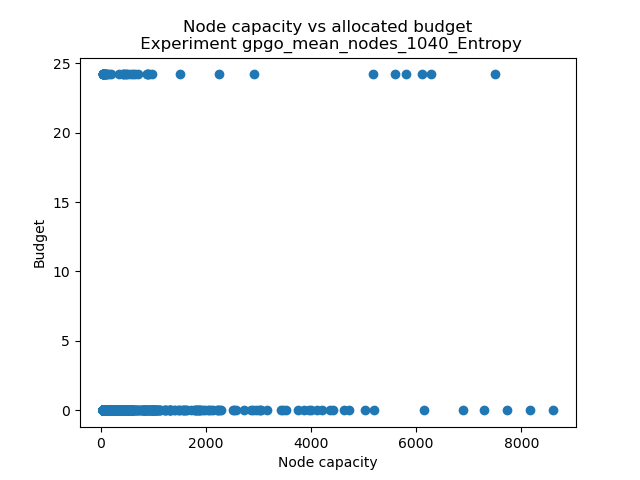 Node capacity vs allocated budget
Experiment gpgo_mean_nodes_1040_Entropy
25
20
15
10
5
0
Budget
0 2000 4000 6000 8000
Node capacity